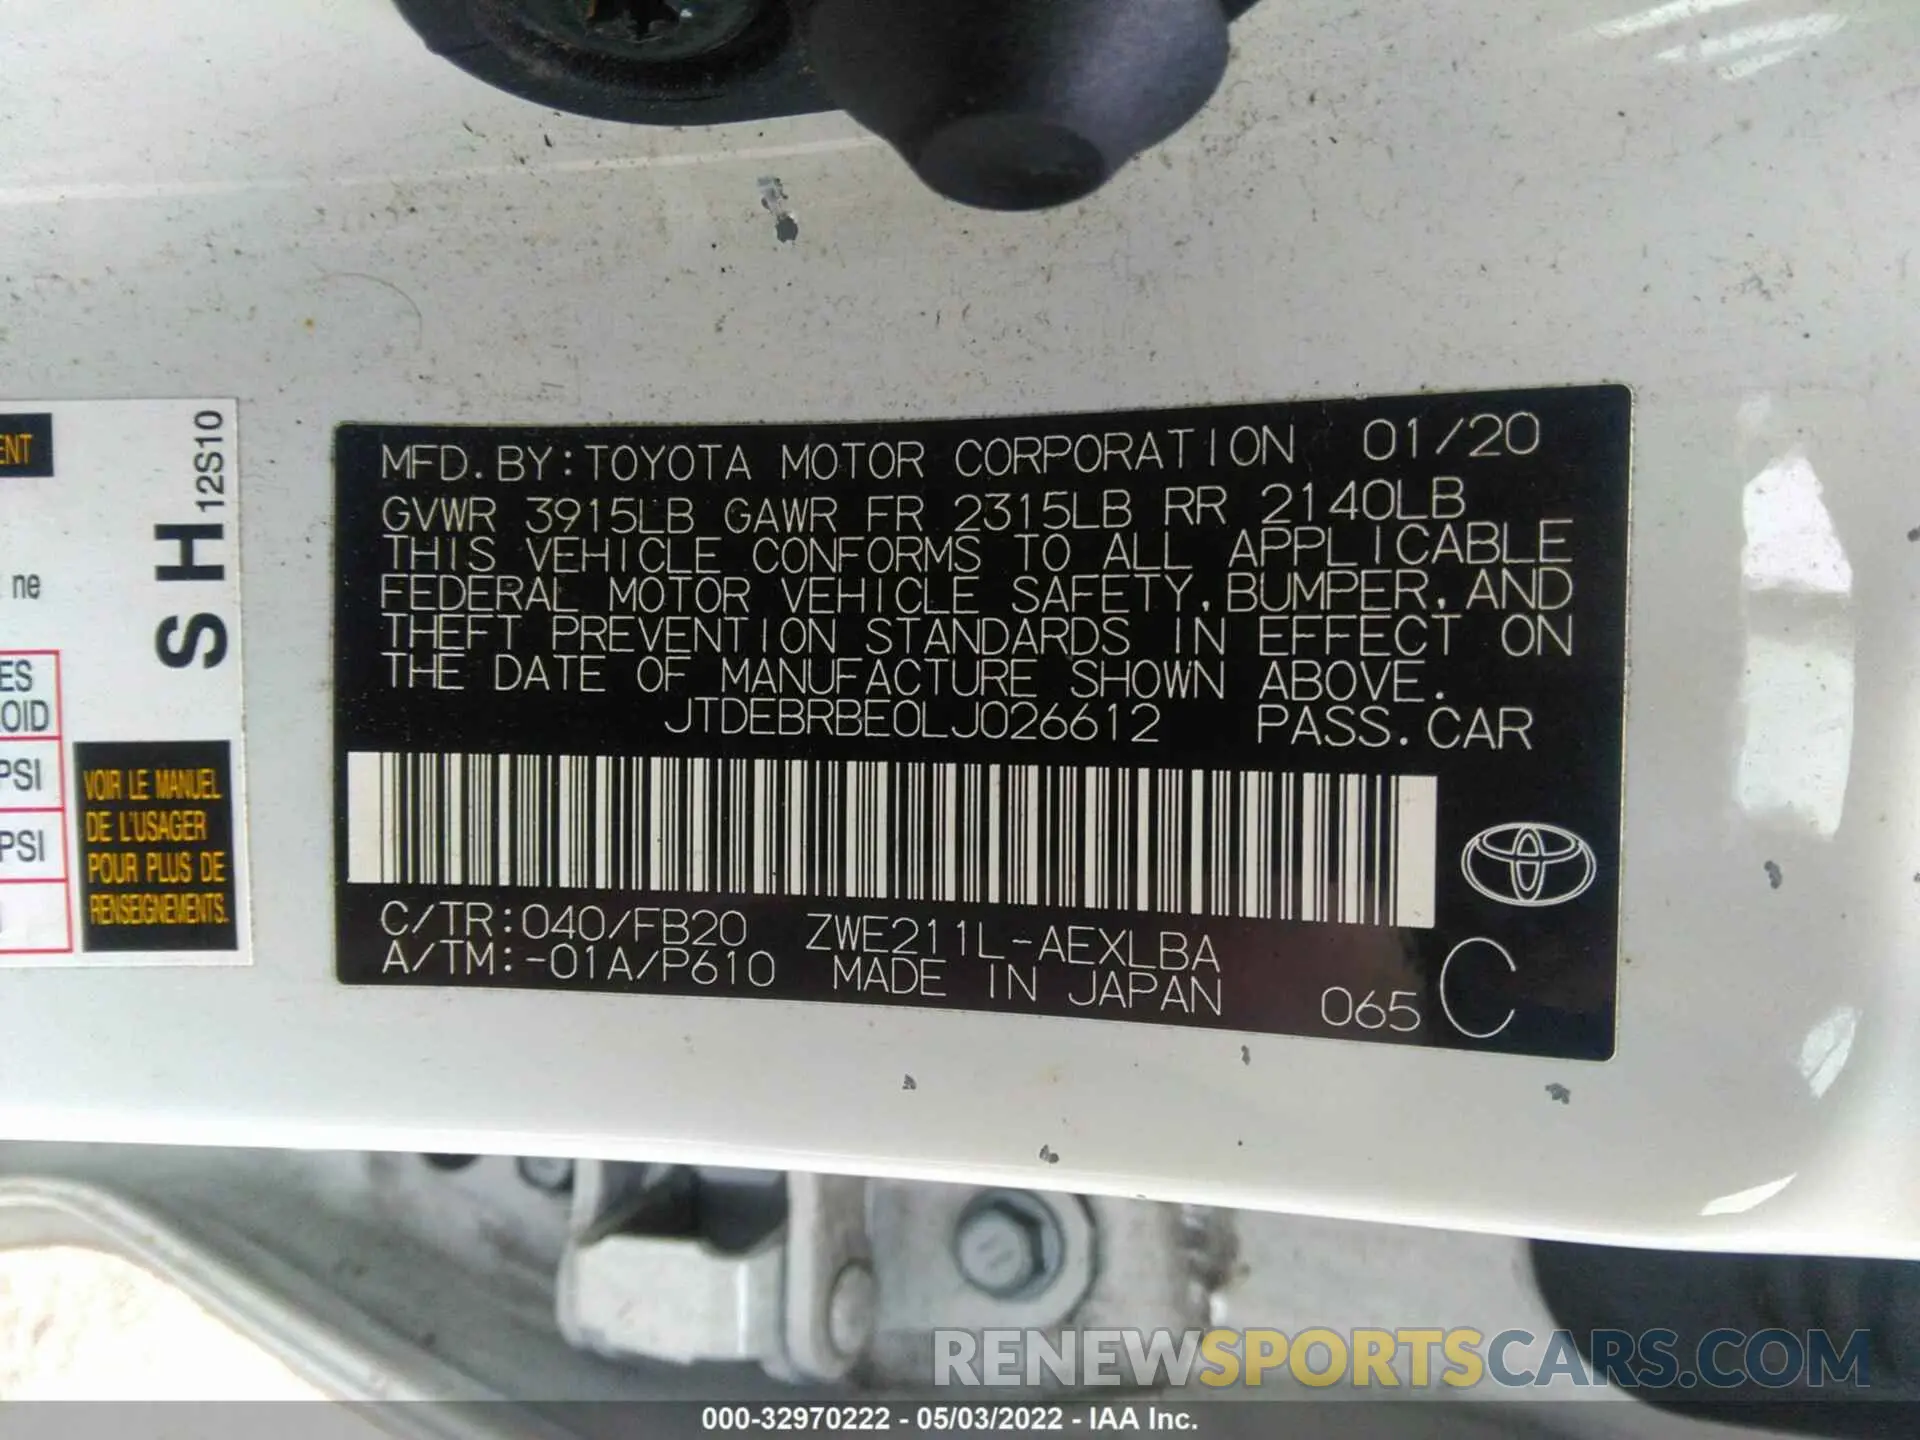 ENT
ne
ES
OID
PSI
PSI
SH 12S10
VOIR LE MANUEL
DE L'USAGER
POUR PLUS DE
RENSEIGNEMENTS.
MFD. BY: TOYOTA MOTOR CORPORATION 01/20
GVWR 3915LB GAWR FR 2315LB RR 2140LB
THIS VEHICLE CONFORMS TO ALL APPLICABLE
FEDERAL MOTOR VEHICLE SAFETY, BUMPER, AND
THEFT PREVENTION STANDARDS IN EFFECT ON
THE DATE OF MANUFACTURE SHOWN ABOVE.
JTDEBRBE0LJ026612 PASS. CAR
C/TR: 040/FB20 ZWE211L-AEXLBA
A/TM: -01A/P610 MADE IN JAPAN 065 C
RENEWSPORTSCARS.COM
000-32970222 - 05/03/2022 - IAA Inc.